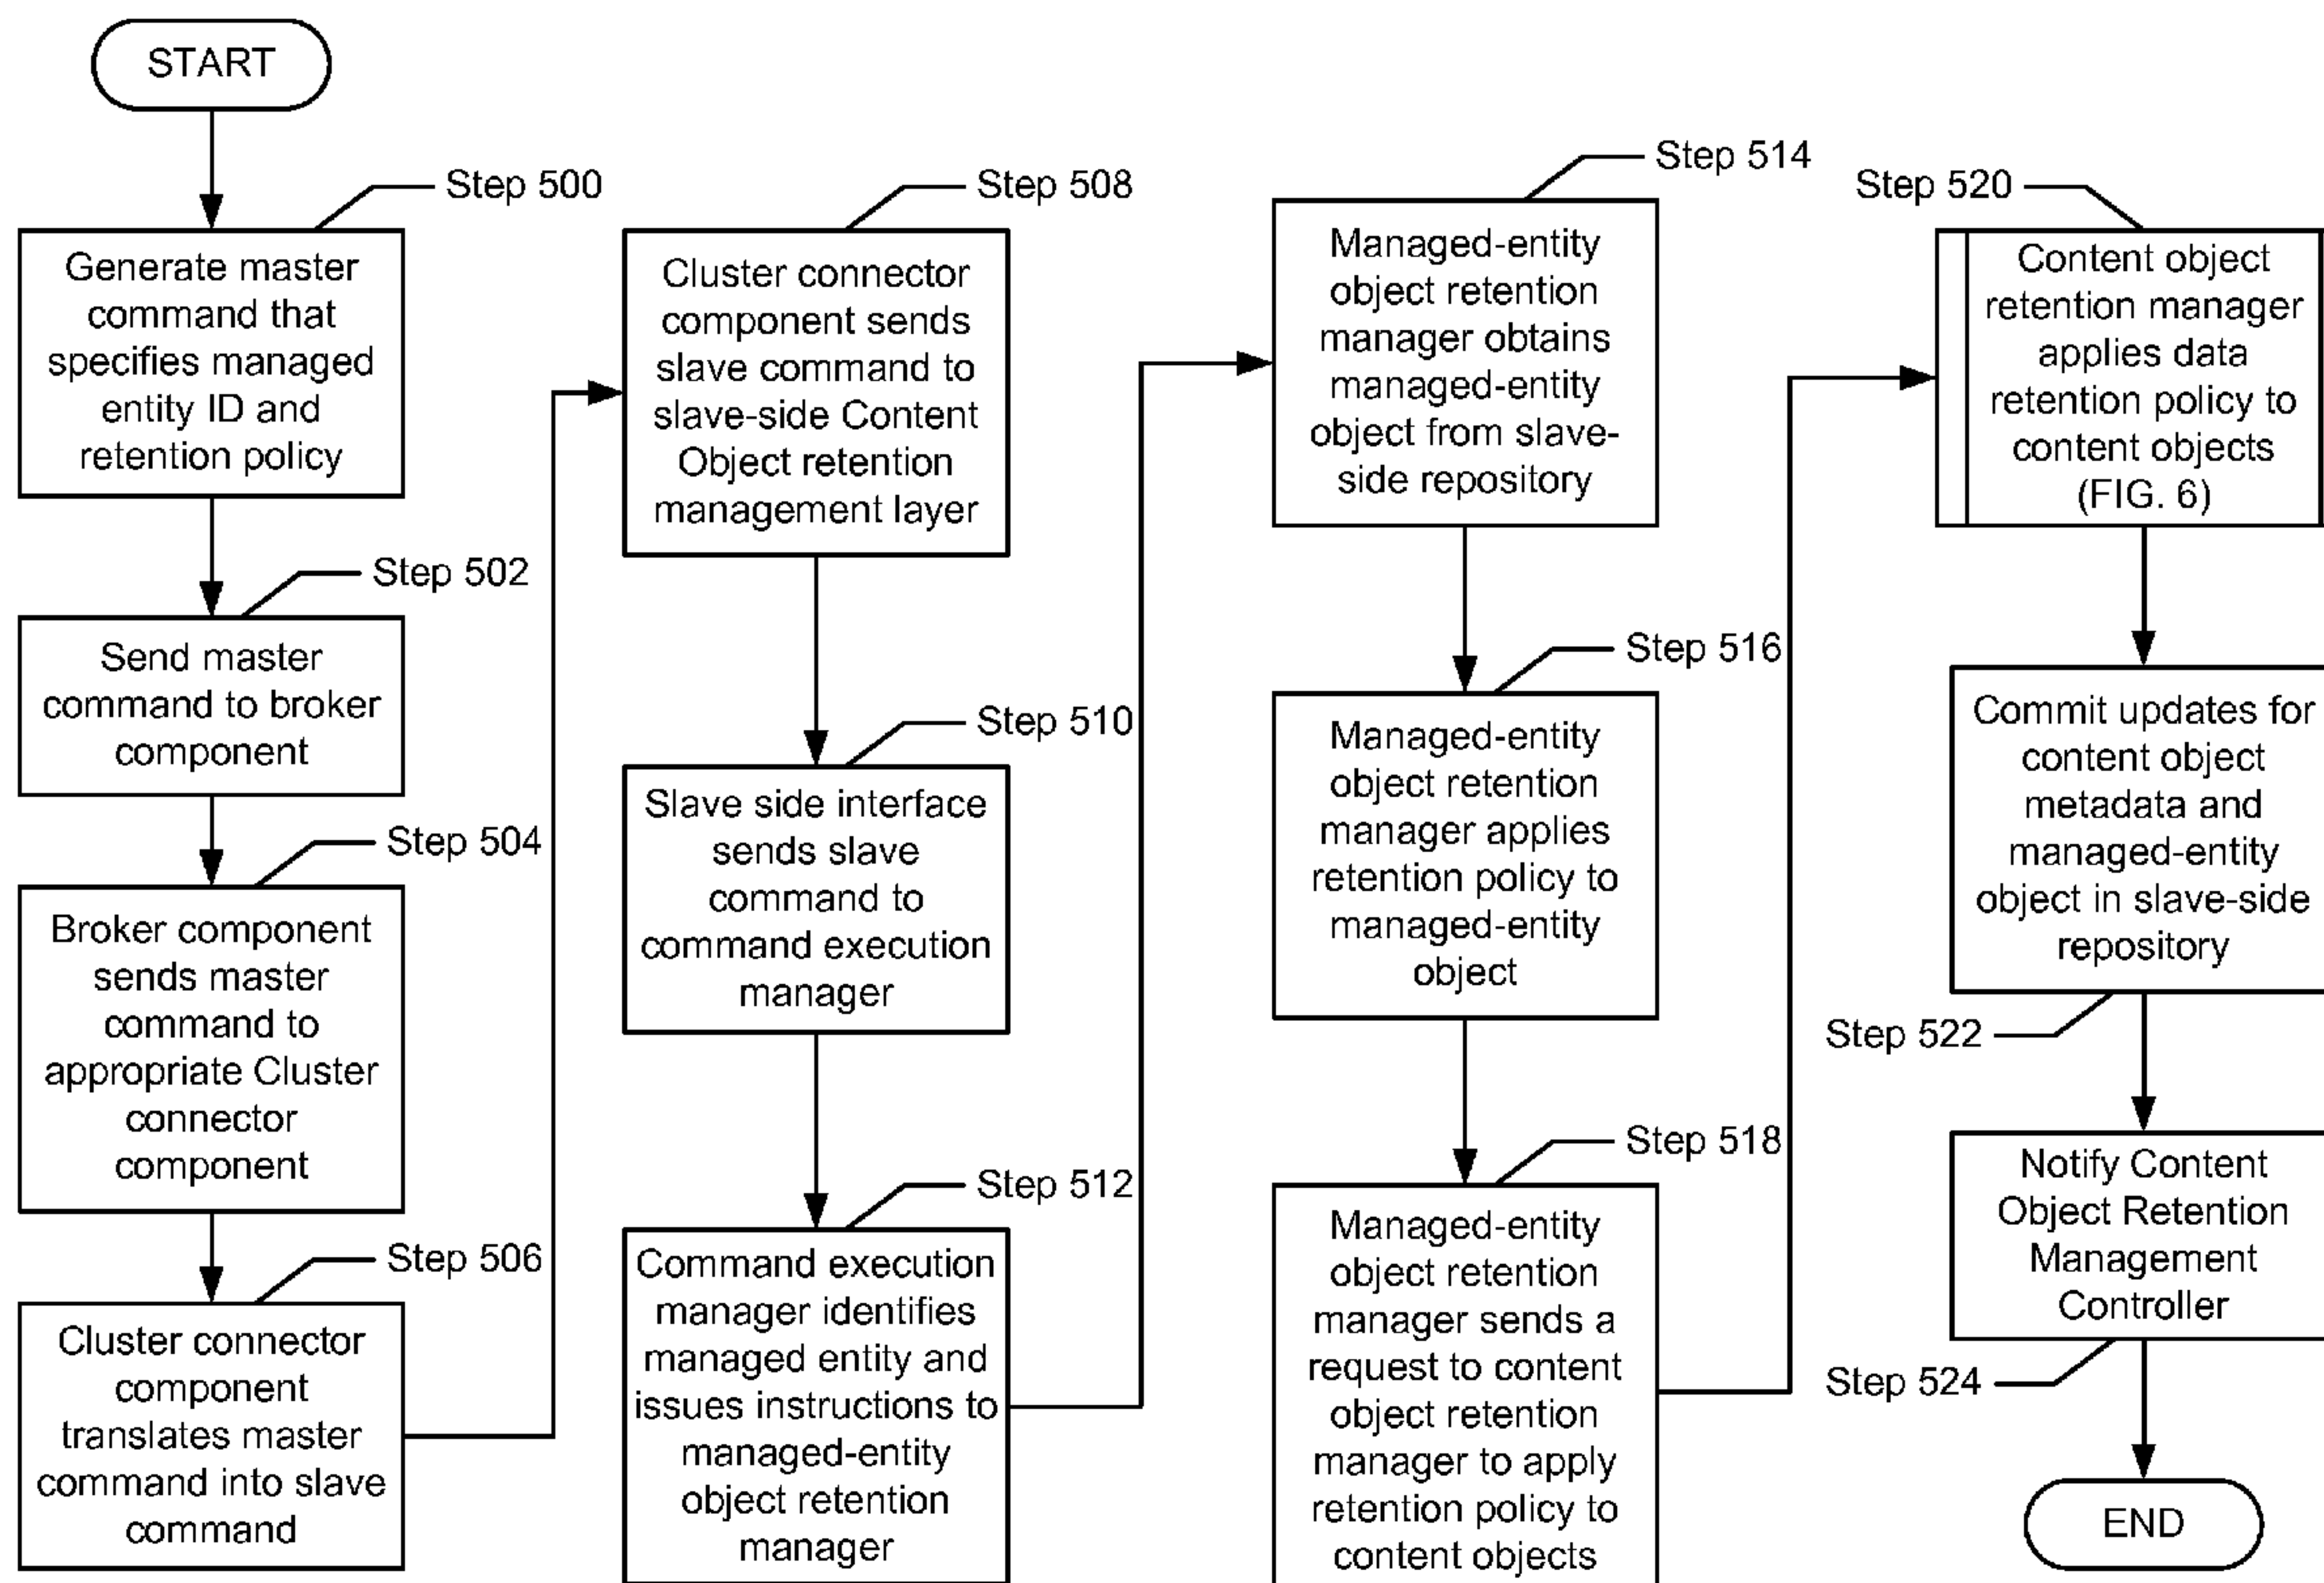 START
Step 500
Generate master
command that
specifies managed
entity ID and
retention policy
Step 502
Send master
command to broker
component
Step 504
Broker component
sends master
command to
appropriate Cluster
connector
component
Step 506
Cluster connector
component
translates master
command into slave
command
Step 508
Cluster connector
component sends
slave command to
slave-side Content
Object retention
management layer
Step 510
Slave side interface
sends slave
command to
command execution
manager
Step 512
Command execution
manager identifies
managed entity and
issues instructions to
managed-entity
object retention
manager
Step 514
Managed-entity
object retention
manager obtains
managed-entity
object from slave-
side repository
Step 516
Managed-entity
object retention
manager applies
retention policy to
managed-entity
object
Step 518
Managed-entity
object retention
manager sends a
request to content
object retention
manager to apply
retention policy to
content objects
Step 520
Content object
retention manager
applies data
retention policy to
content objects
(FIG. 6)
Commit updates for
content object
metadata and
managed-entity
object in slave-side
repository
Step 522
Notify Content
Object Retention
Management
Controller
Step 524
END